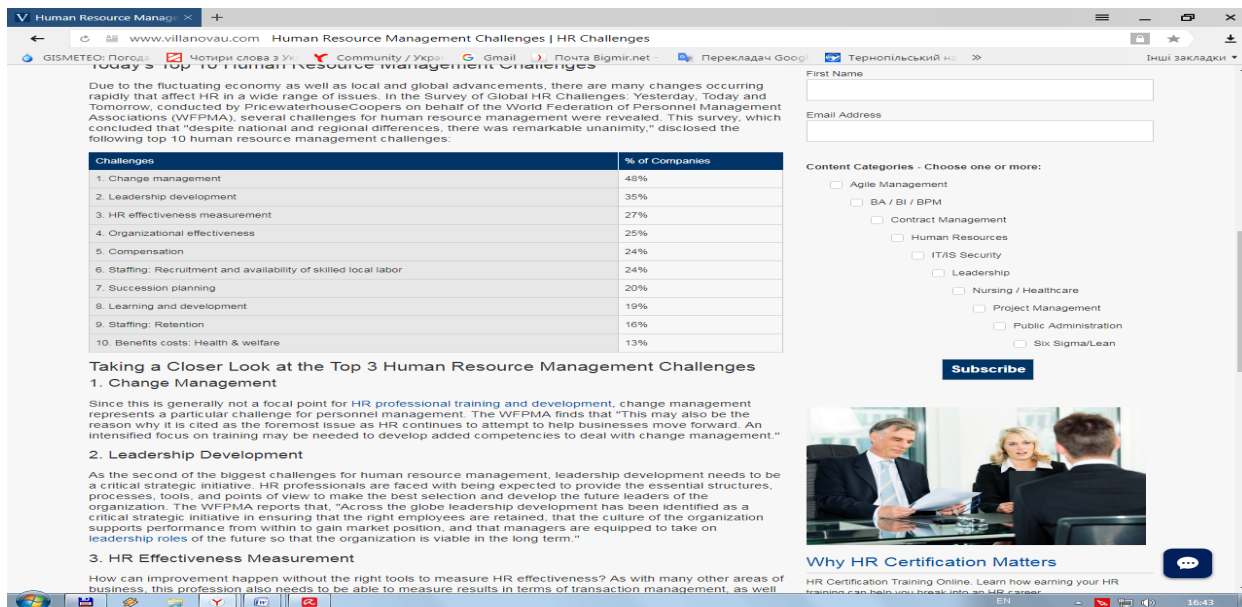 Human Resource Manag
www.villanovau.com Human Resource Management Challenges | HR Challenges
GISMETEO: Погода Чотири слова з Ук Community / Украї Gmail Почта Bigmir.net - Перекладач Goog Тернопільський на » Інші закладки
Today's Top 10 Human Resource Management Challenges
Due to the fluctuating economy as well as local and global advancements, there are many changes occurring
rapidly that affect HR in a wide range of issues. In the Survey of Global HR Challenges: Yesterday, Today and
Tomorrow, conducted by PricewaterhouseCoopers on behalf of the World Federation of Personnel Management
Associations (WFPMA), several challenges for human resource management were revealed. This survey, which
concluded that "despite national and regional differences, there was remarkable unanimity," disclosed the
following top 10 human resource management challenges:
Challenges % of Companies
1. Change management 48%
2. Leadership development 35%
3. HR effectiveness measurement 27%
4. Organizational effectiveness 25%
5. Compensation 24%
6. Staffing: Recruitment and availability of skilled local labor 24%
7. Succession planning 20%
8. Learning and development 19%
9. Staffing: Retention 16%
10. Benefits costs: Health & welfare 13%
Taking a Closer Look at the Top 3 Human Resource Management Challenges
1. Change Management
Since this is generally not a focal point for HR professional training and development, change management
represents a particular challenge for personnel management. The WFPMA finds that "This may also be the
reason why it is cited as the foremost issue as HR continues to attempt to help businesses move forward. An
intensified focus on training may be needed to develop added competencies to deal with change management."
2. Leadership Development
As the second of the biggest challenges for human resource management, leadership development needs to be
a critical strategic initiative. HR professionals are faced with being expected to provide the essential structures,
processes, tools, and points of view to make the best selection and develop the future leaders of the
organization. The WFPMA reports that, "Across the globe leadership development has been identified as a
critical strategic initiative in ensuring that the right employees are retained, that the culture of the organization
supports performance from within to gain market position, and that managers are equipped to take on
leadership roles of the future so that the organization is viable in the long term."
3. HR Effectiveness Measurement
How can improvement happen without the right tools to measure HR effectiveness? As with many other areas of
business, this profession also needs to be able to measure results in terms of transaction management, as well
First Name
Email Address
Content Categories - Choose one or more:
Agile Management
BA / BI / BPM
Contract Management
Human Resources
IT/IS Security
Leadership
Nursing / Healthcare
Project Management
Public Administration
Six Sigma/Lean
Subscribe
Why HR Certification Matters
HR Certification Training Online. Learn how earning your HR
training can help you break into an HR career
EN 16:43